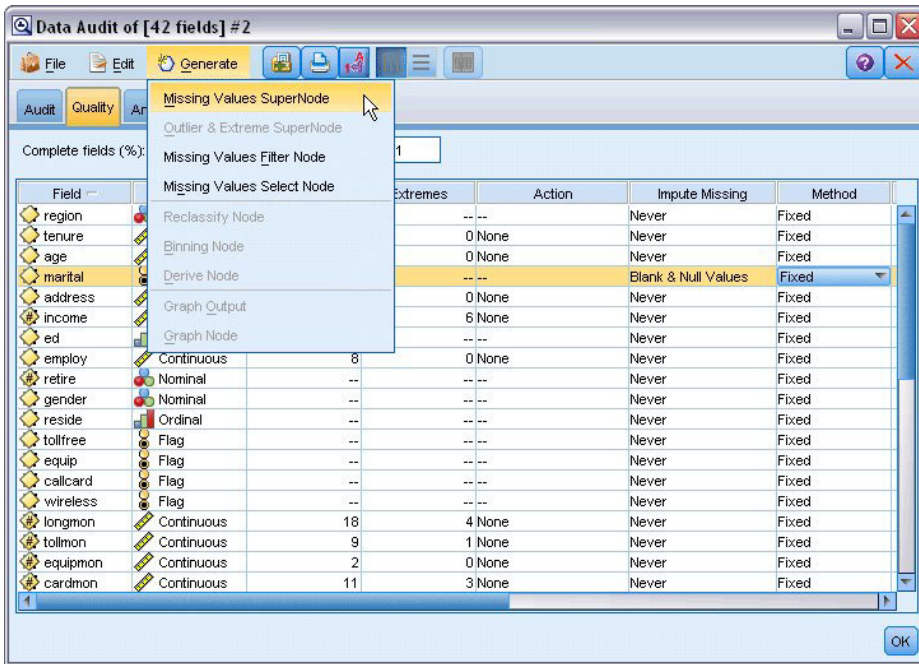 Data Audit of [42 fields] #2
File Edit Generate
Audit Quality An
Missing Values SuperNode
Outlier & Extreme SuperNode
Missing Values Filter Node
Missing Values Select Node
Reclassify Node
Binning Node
Derive Node
Graph Output
Graph Node
Complete fields (%): 1
Field Extremes Action Impute Missing Method
region -- -- Never Fixed
tenure 0 None Never Fixed
age 0 None Never Fixed
marital -- -- Blank & Null Values Fixed
address 0 None Never Fixed
income 6 None Never Fixed
ed -- -- Never Fixed
employ Continuous 8 0 None Never Fixed
retire Nominal -- -- -- Never Fixed
gender Nominal -- -- -- Never Fixed
reside Ordinal -- -- -- Never Fixed
tollfree Flag -- -- -- Never Fixed
equip Flag -- -- -- Never Fixed
callcard Flag -- -- -- Never Fixed
wireless Flag -- -- -- Never Fixed
longmon Continuous 18 4 None Never Fixed
tollmon Continuous 9 1 None Never Fixed
equipmon Continuous 2 0 None Never Fixed
cardmon Continuous 11 3 None Never Fixed
OK